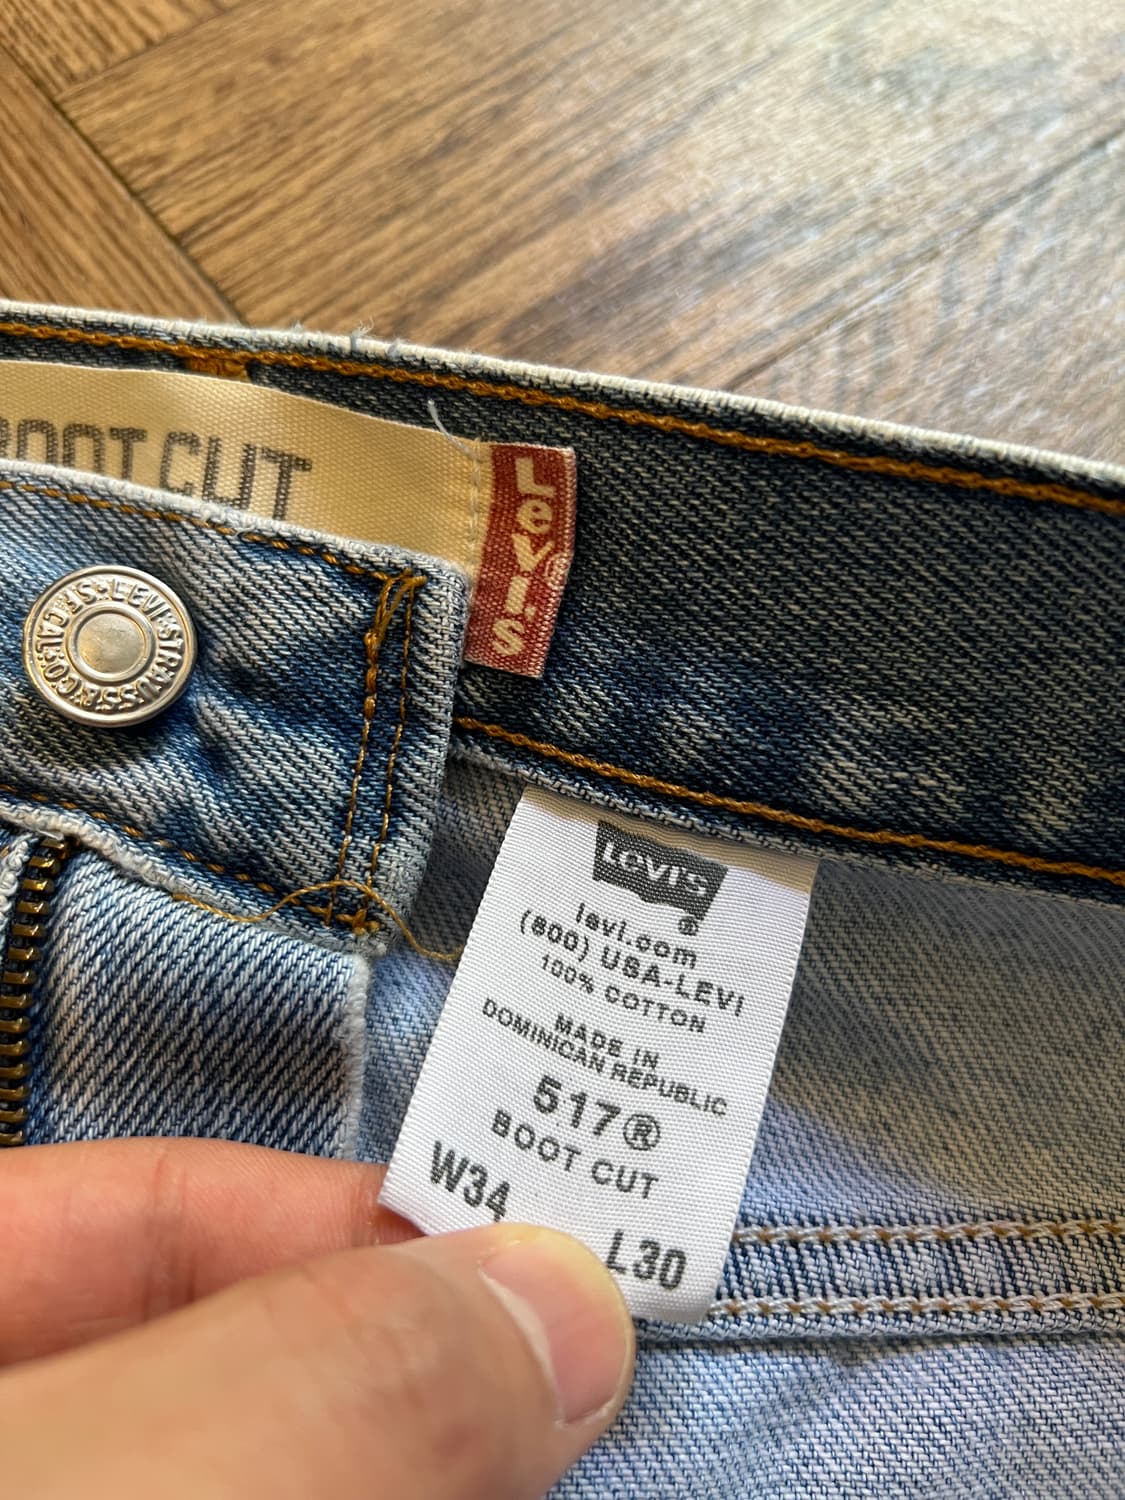 BOOT CUT
Levi's
LEVI STRAUSS & CO S.F. CAL
Levi's®
levi.com
(800) USA-LEVI
100% COTTON
MADE IN
DOMINICAN REPUBLIC
517®
BOOT CUT
W34
L30